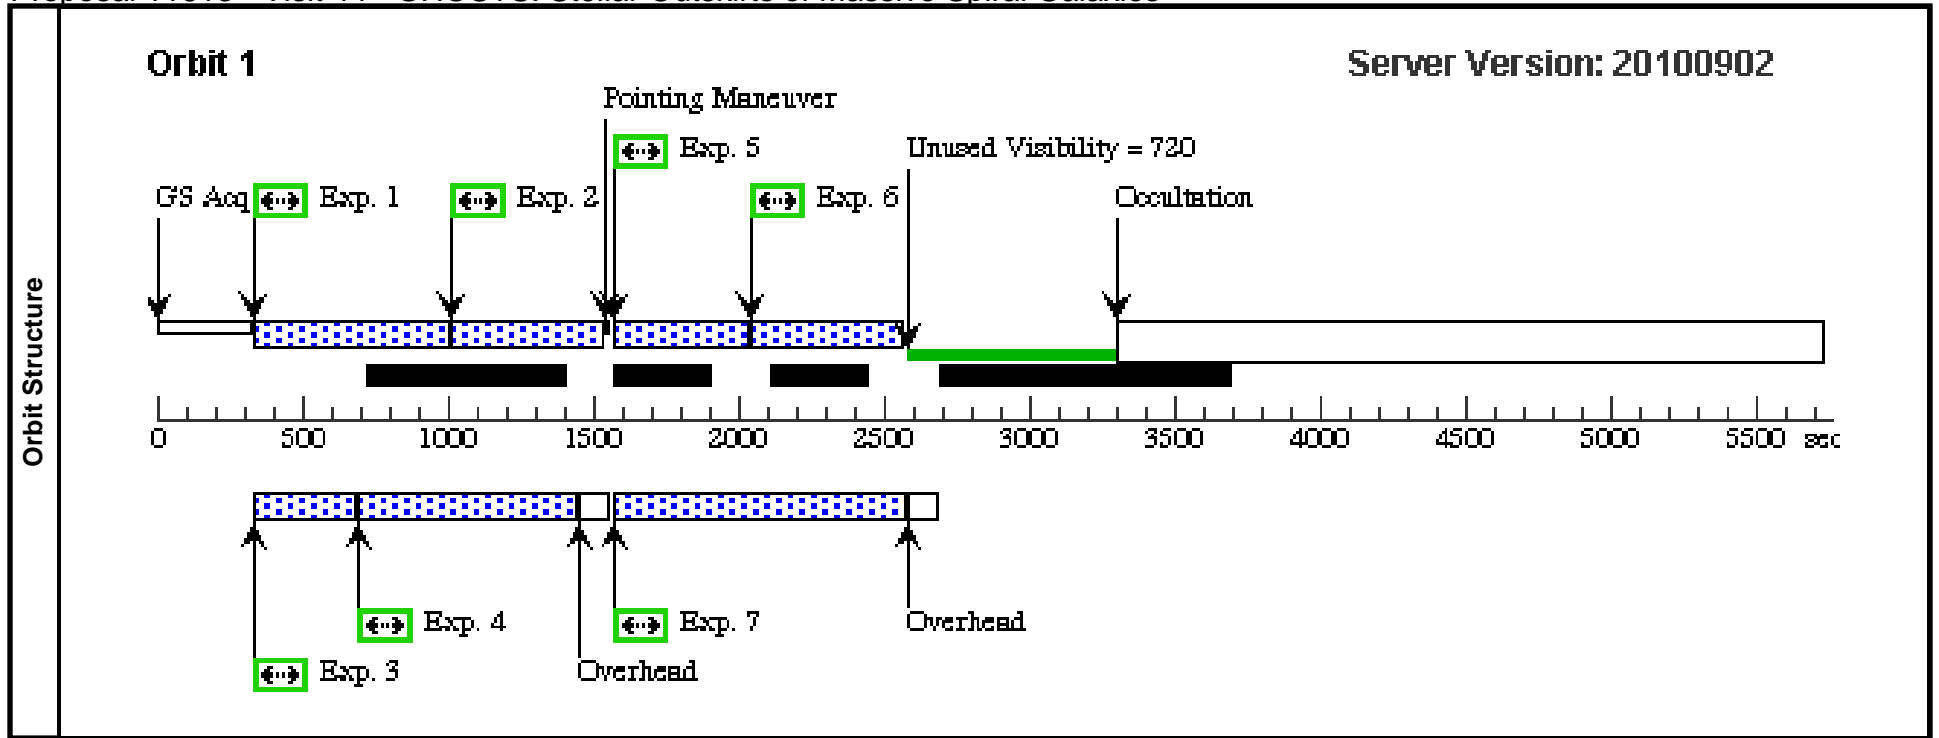 Orbit Structure
Orbit 1
Server Version: 20100902
Pointing Maneuver
Exp. 5
Unused Visibility = 720
GS Acq
Exp. 1
Exp. 2
Exp. 6
Occultation
0 500 1000 1500 2000 2500 3000 3500 4000 4500 5000 5500 sec
Exp. 4
Exp. 7
Overhead
Exp. 3
Overhead